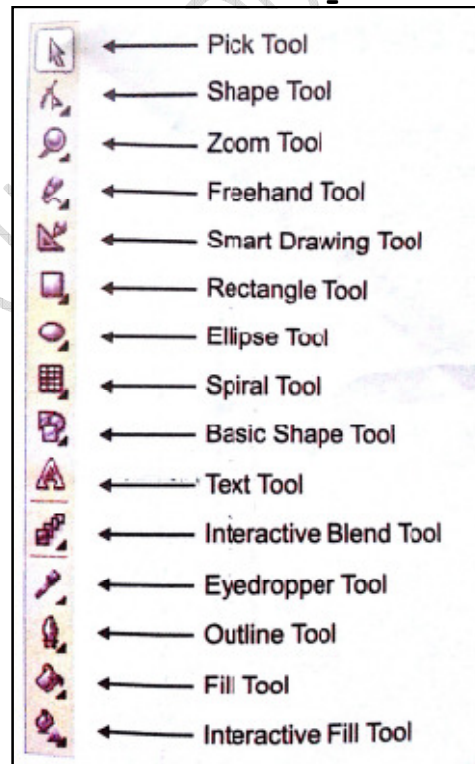 Pick Tool
Shape Tool
Zoom Tool
Freehand Tool
Smart Drawing Tool
Rectangle Tool
Ellipse Tool
Spiral Tool
Basic Shape Tool
Text Tool
Interactive Blend Tool
Eyedropper Tool
Outline Tool
Fill Tool
Interactive Fill Tool